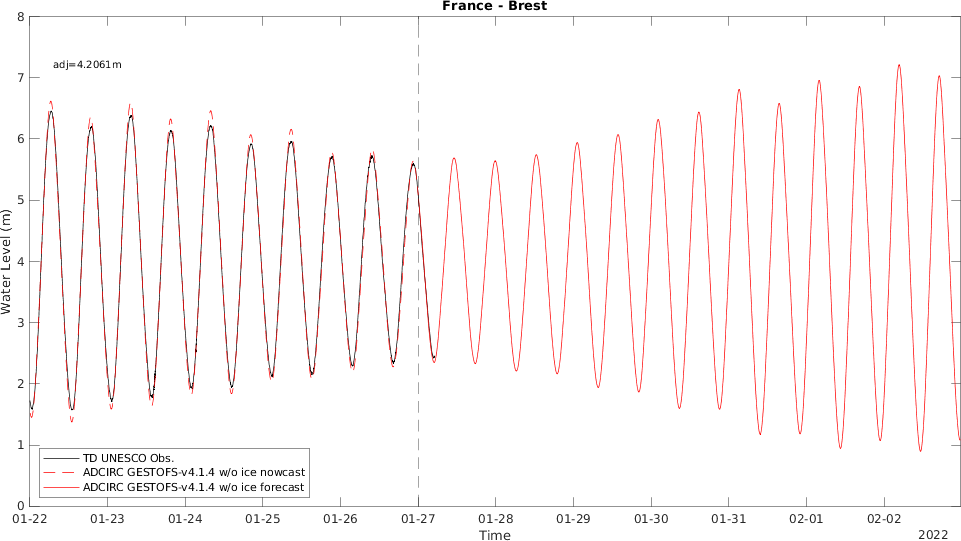 France - Brest
adj=4.2061m
8
7
6
5
4
3
2
1
0
Water Level (m)
TD UNESCO Obs.
ADCIRC GESTOFS-v4.1.4 w/o ice nowcast
ADCIRC GESTOFS-v4.1.4 w/o ice forecast
01-22 01-23 01-24 01-25 01-26 01-27 01-28 01-29 01-30 01-31 02-01 02-02
Time
2022